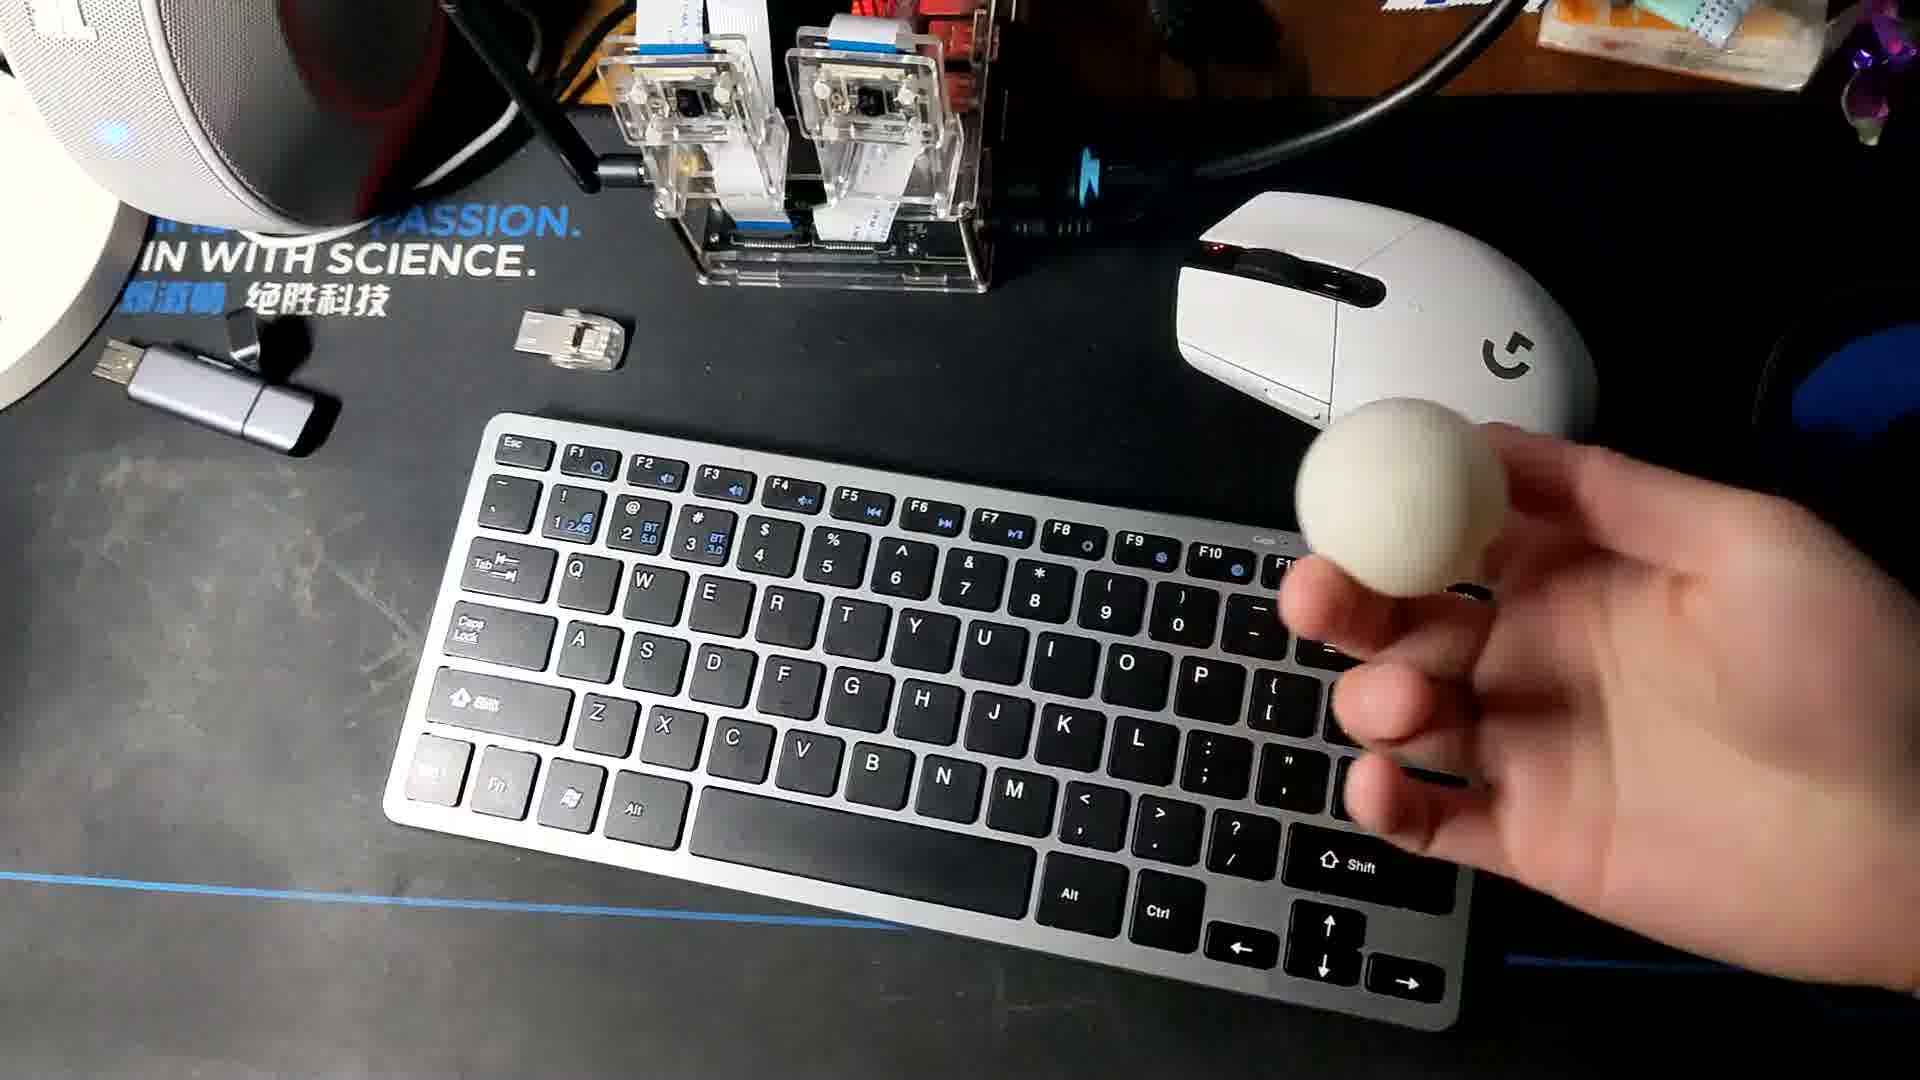 PASSION.
IN WITH SCIENCE.
绝胜科技
Esc F1 F2 F3 F4 F5 F6 F7 F8 F9 F10
~ ! @ # $ % ^ & * ( ) —
` 1 2.4G 2 BT 5.0 3 BT 3.0 4 5 6 7 8 9 0 - =
Tab Q W E R T Y U I O P { [
Caps Lock A S D F G H J K L : ; " '
Z X C V B N M < , > . ? / Shift
Fn Alt Alt Ctrl ← ↑ ↓ →